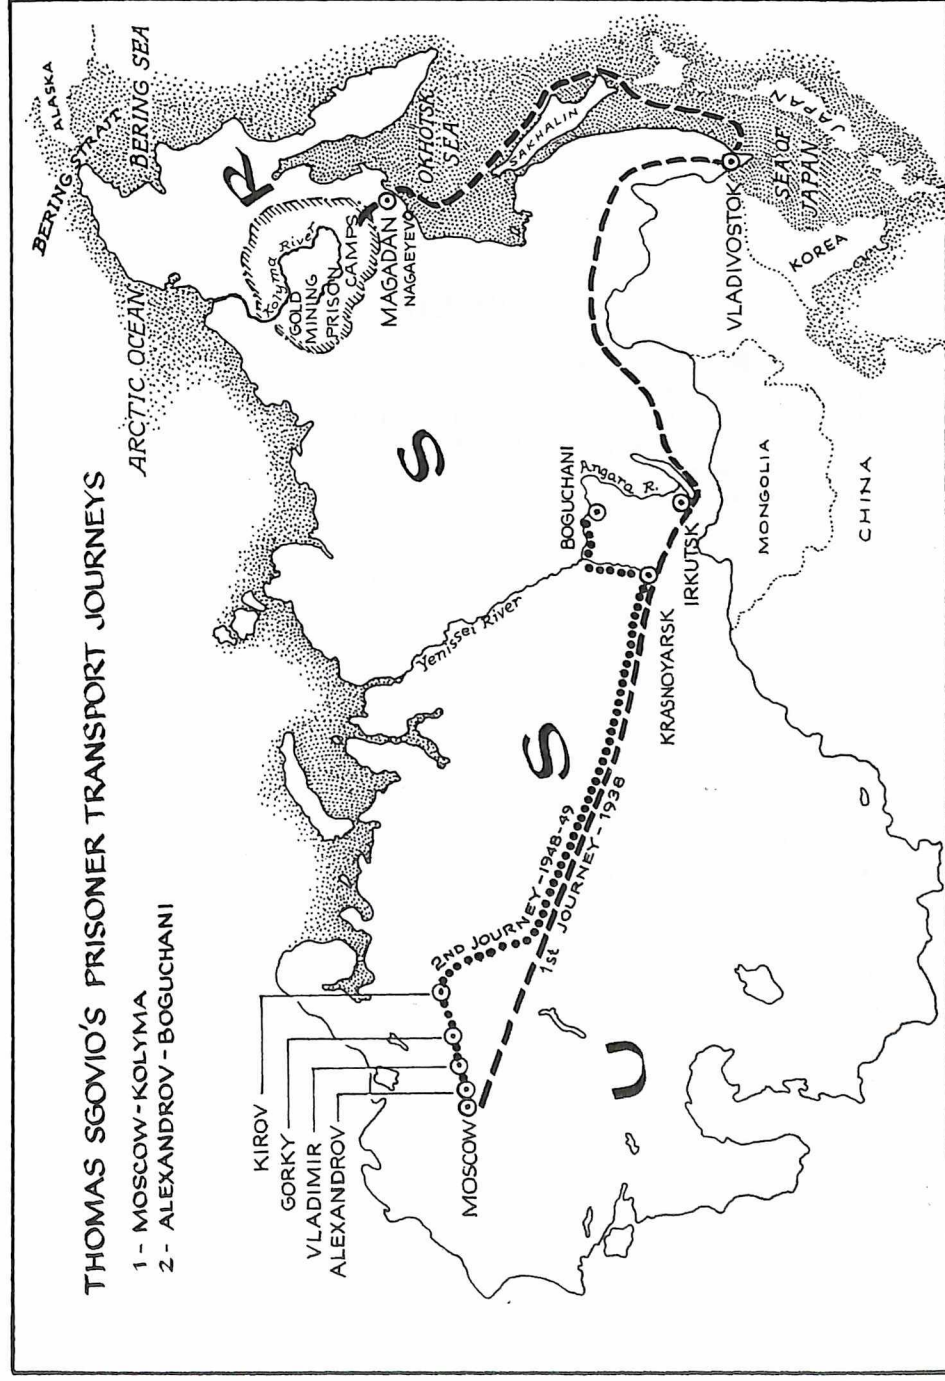 THOMAS SGOVIO'S PRISONER TRANSPORT JOURNEYS
1 - MOSCOW-KOLYMA
2 - ALEXANDROV-BOGUCHANI
KIROV
GORKY
VLADIMIR
ALEXANDROV
MOSCOW
2ND JOURNEY-1948-49
1st JOURNEY-1938
U
S
S
R
Yenissei River
KRASNOYARSK
BOGUCHANI
Angara R.
IRKUTSK
MONGOLIA
CHINA
ARCTIC OCEAN
BERING STRAIT
ALASKA
BERING SEA
Kolyma River
GOLD
MINING
PRISON
CAMPS
MAGADAN
NAGAEYEVO
OKHOTSK
SEA
SAKHALIN
VLADIVOSTOK
SEA OF
JAPAN
JAPAN
KOREA